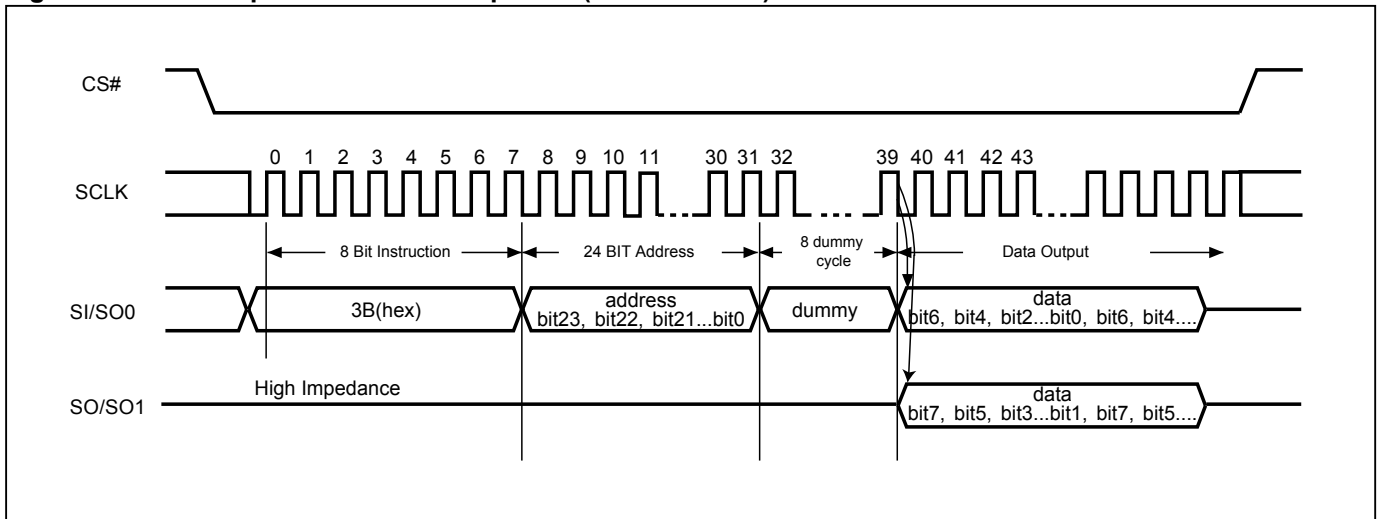 CS#
0 1 2 3 4 5 6 7 8 9 10 11 30 31 32 39 40 41 42 43
SCLK
8 Bit Instruction 24 BIT Address 8 dummy cycle Data Output
SI/SO0
3B(hex)
address
bit23, bit22, bit21...bit0
dummy
data
bit6, bit4, bit2...bit0, bit6, bit4....
High Impedance
SO/SO1
data
bit7, bit5, bit3...bit1, bit7, bit5....